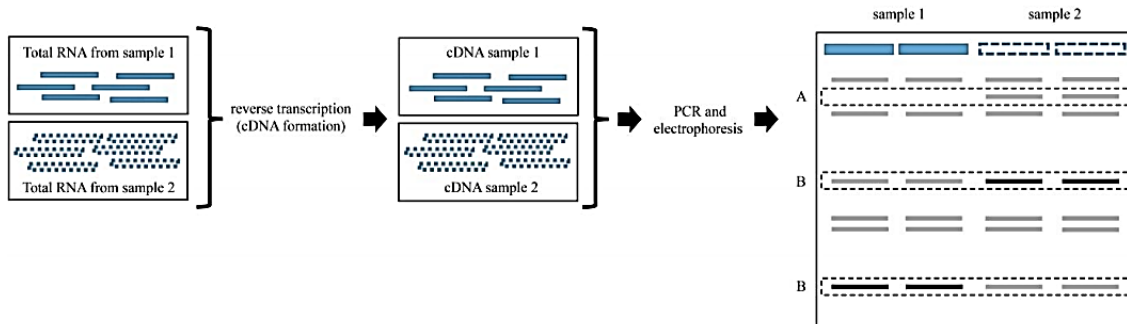 Total RNA from sample 1
Total RNA from sample 2
reverse transcription
(cDNA formation)
cDNA sample 1
cDNA sample 2
PCR and
electrophoresis
sample 1
sample 2
A
B
B